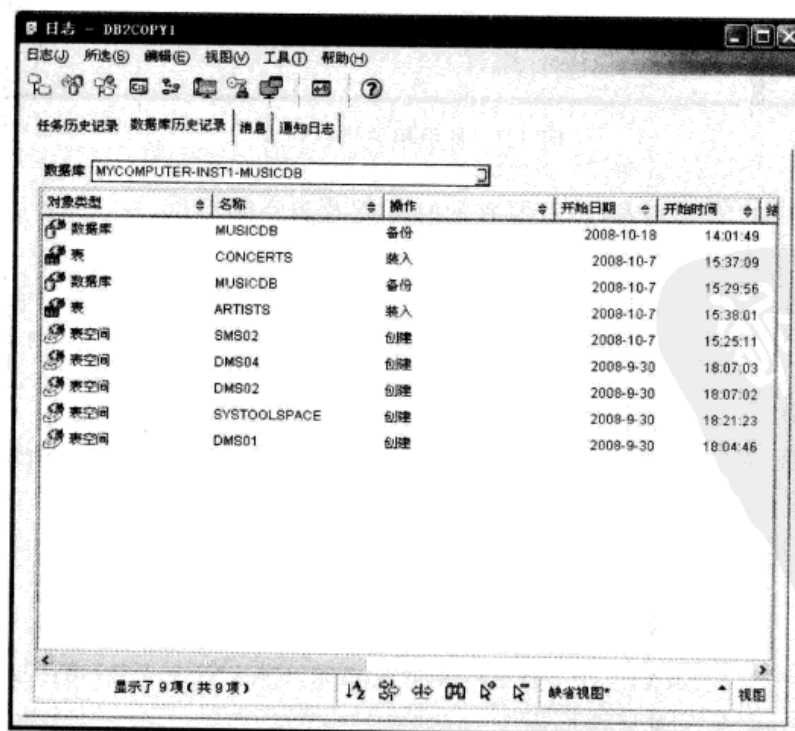 日志 - DB2COPY1
日志(J) 所选(S) 编辑(E) 视图(V) 工具(T) 帮助(H)
任务历史记录 数据库历史记录 消息 通知日志
数据库 MYCOMPUTER-INST1-MUSICDB
对象类型 名称 操作 开始日期 开始时间 结
数据库 MUSICDB 备份 2008-10-18 14:01:49
表 CONCERTS 装入 2008-10-7 15:37:09
数据库 MUSICDB 备份 2008-10-7 15:29:56
表 ARTISTS 装入 2008-10-7 15:38:01
表空间 SMS02 创建 2008-10-7 15:25:11
表空间 DMS04 创建 2008-9-30 18:07:03
表空间 DMS02 创建 2008-9-30 18:07:02
表空间 SYSTOOLSPACE 创建 2008-9-30 18:21:23
表空间 DMS01 创建 2008-9-30 18:04:46
显示了 9 项(共 9 项) 缺省视图* 视图